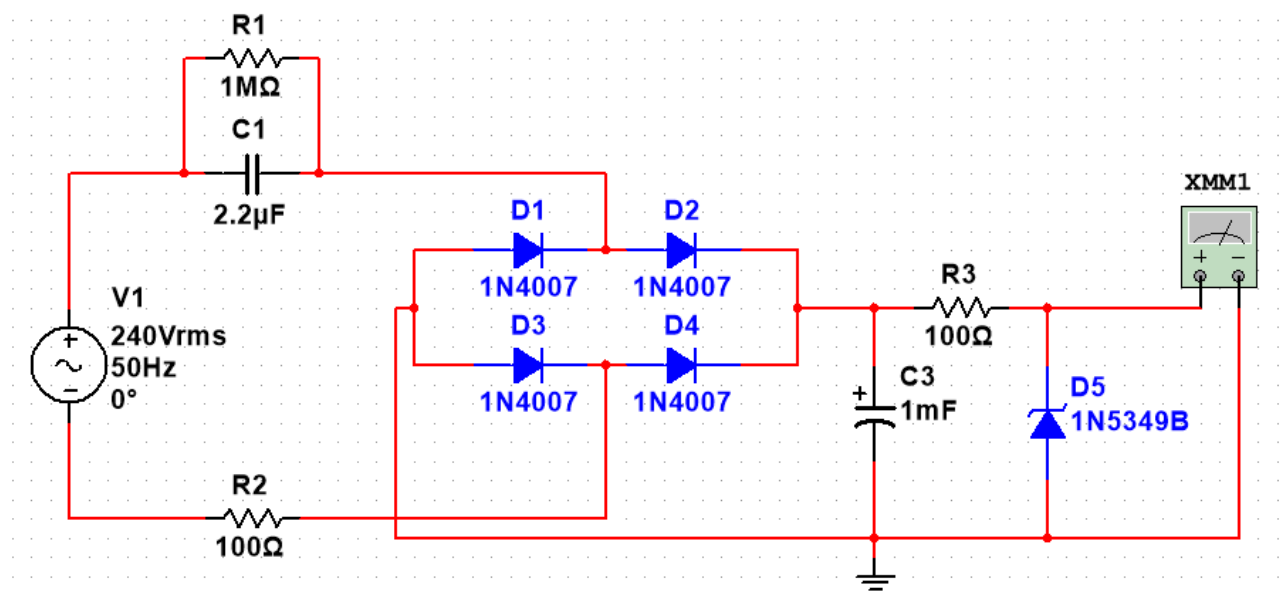 R1
1MΩ
C1
2.2µF
XMM1
D1
D2
1N4007
1N4007
V1
240Vrms
50Hz
0°
R3
100Ω
D3
D4
1N4007
1N4007
C3
1mF
D5
1N5349B
R2
100Ω